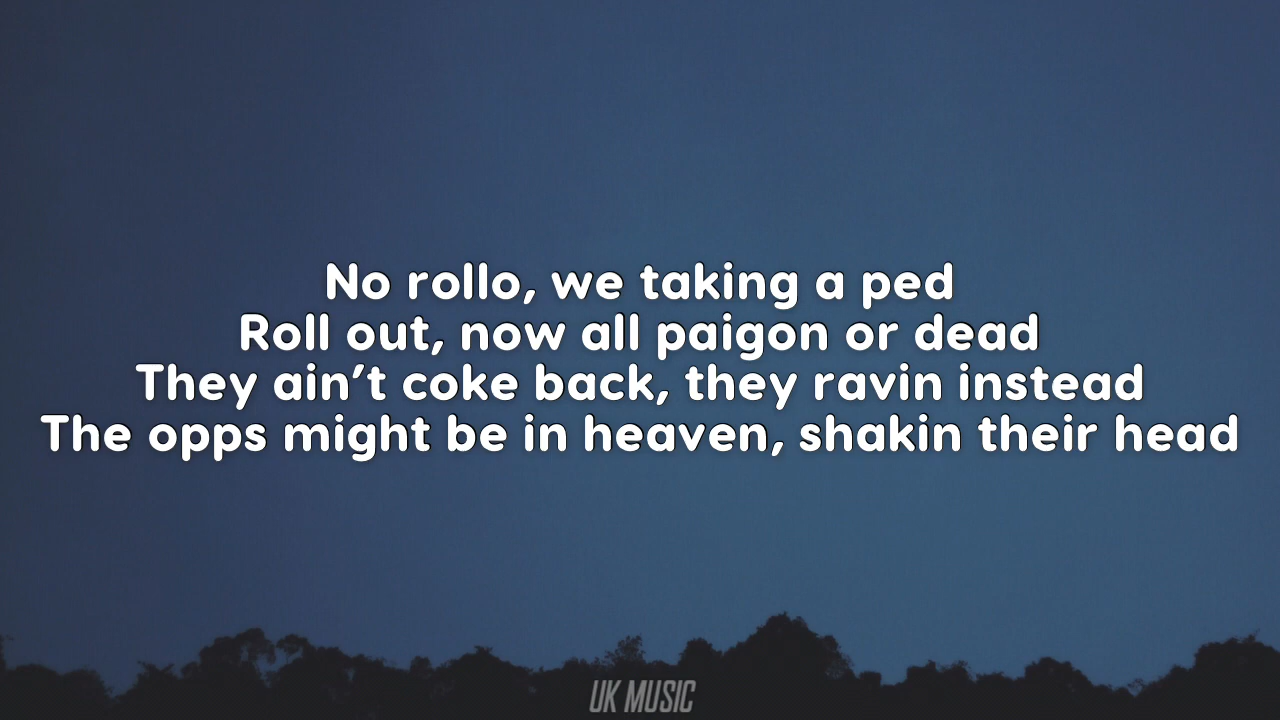 No rollo, we taking a ped
Roll out, now all paigon or dead
They ain’t coke back, they ravin instead
The opps might be in heaven, shakin their head
UK MUSIC